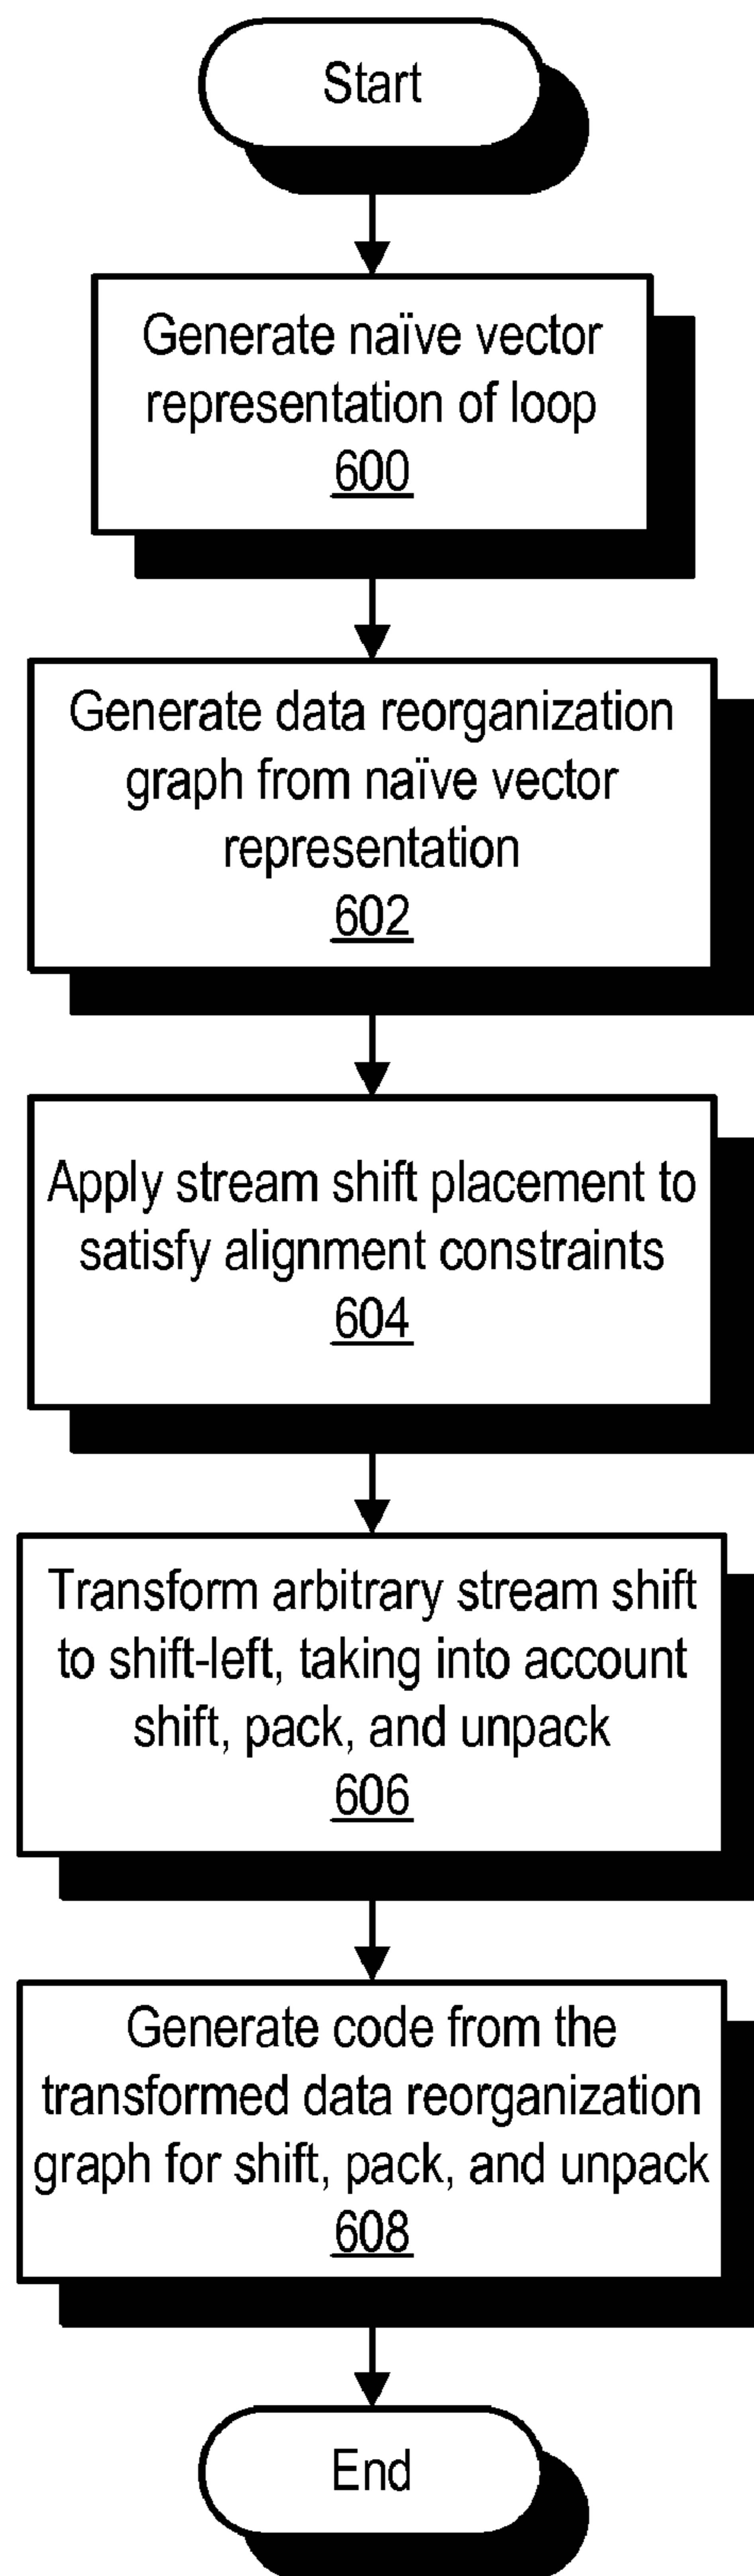 Start
Generate naïve vector
representation of loop
600
Generate data reorganization
graph from naïve vector
representation
602
Apply stream shift placement to
satisfy alignment constraints
604
Transform arbitrary stream shift
to shift-left, taking into account
shift, pack, and unpack
606
Generate code from the
transformed data reorganization
graph for shift, pack, and unpack
608
End